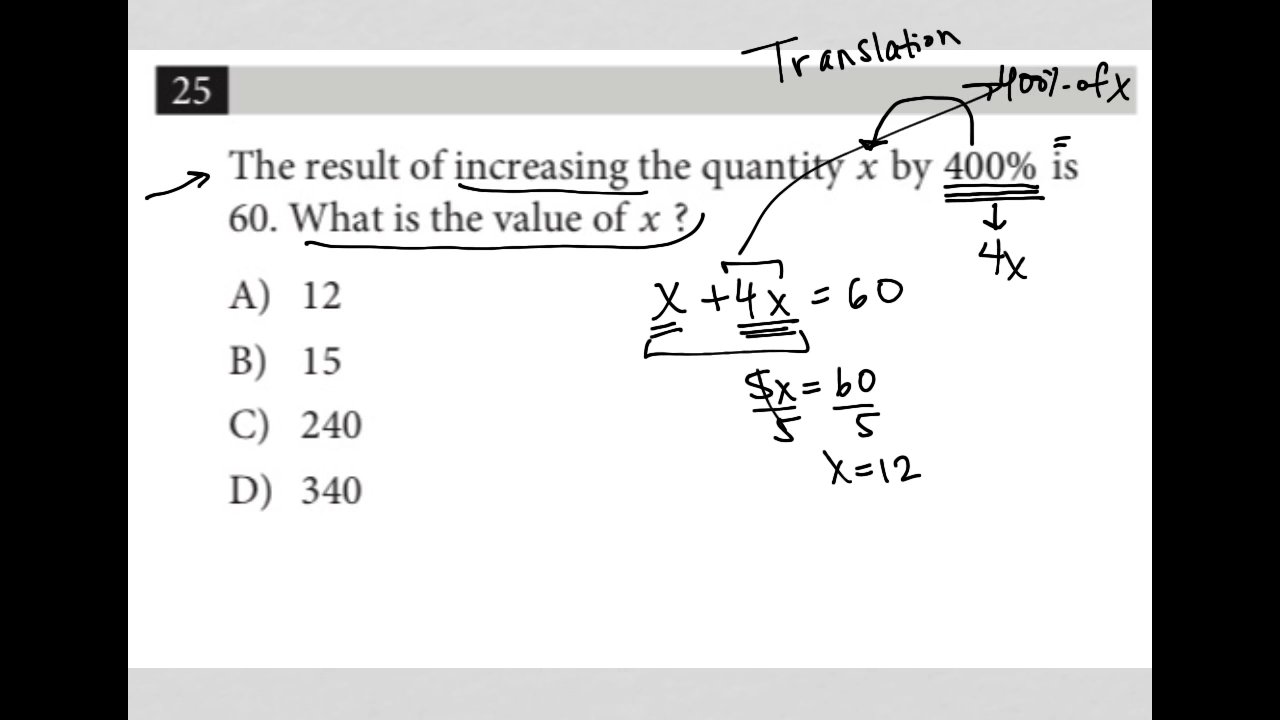 Translation
25
→400% of x
The result of increasing the quantity x by 400% is
=
60. What is the value of x ?
4x
A) 12
x + 4x = 60
B) 15
5x = 60
5 5
C) 240
x = 12
D) 340